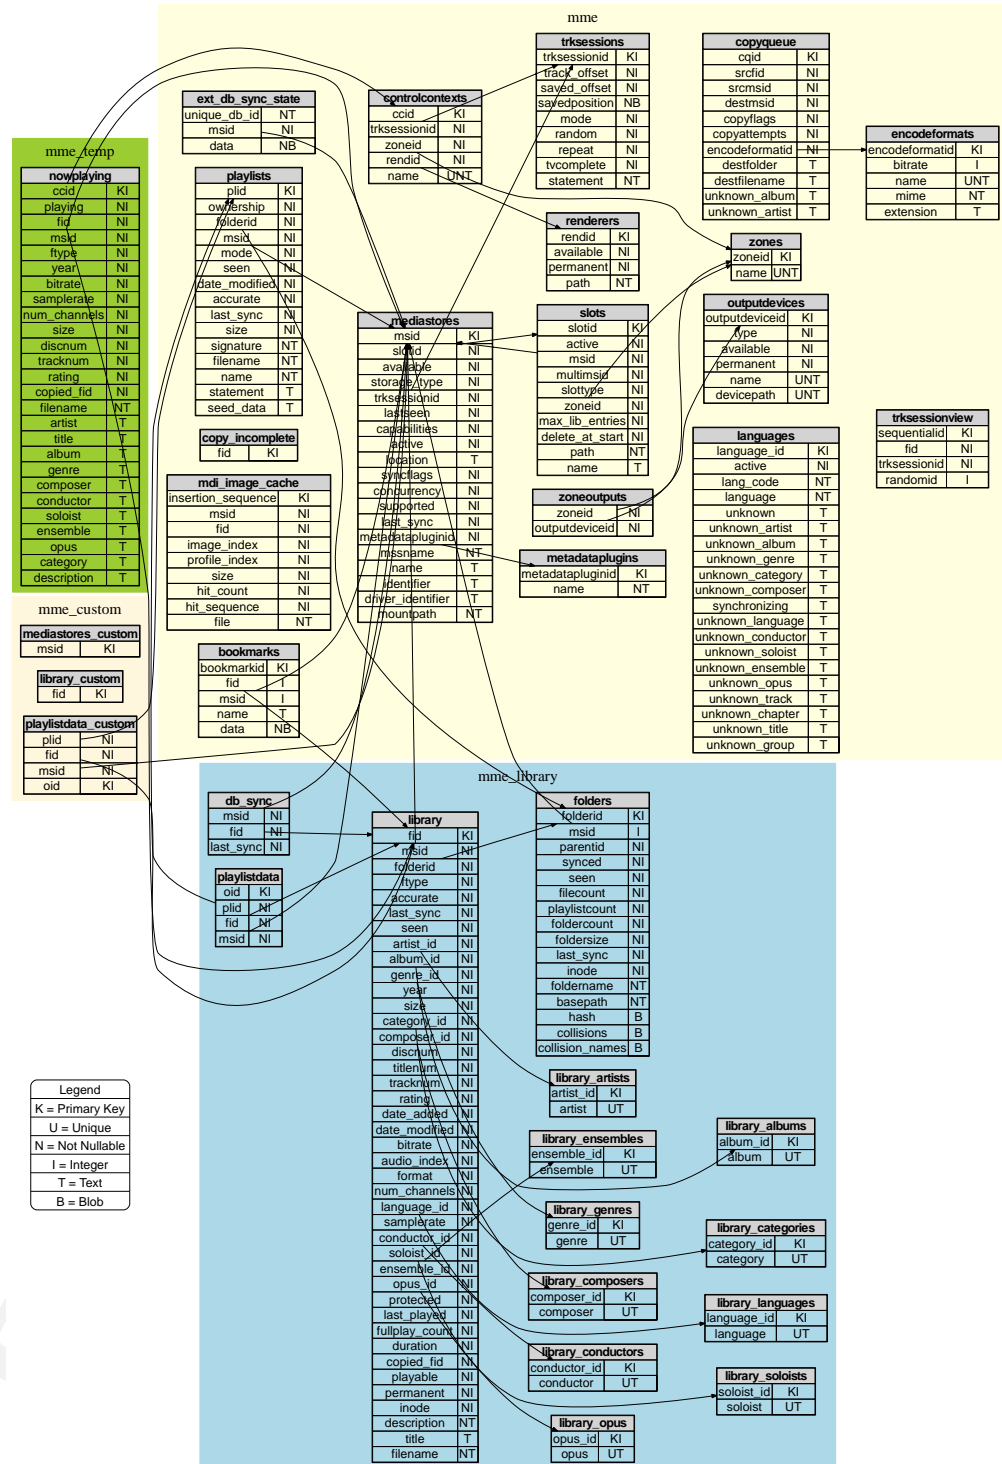 mme
trksessions
trksessionid KI
track_offset NI
saved_offset NI
savedposition NB
mode NI
random NI
repeat NI
tvcomplete NI
statement NT
copyqueue
cqid KI
srcfid NI
srcmsid NI
destmsid NI
copyflags NI
copyattempts NI
encodeformatid NI
destfolder T
destfilename T
unknown_album T
unknown_artist T
ext_db_sync_state
unique_db_id NT
msid NI
data NB
controlcontexts
ccid KI
trksessionid NI
zoneid NI
rendid NI
name UNT
encodeformats
encodeformatid KI
bitrate I
name UNT
mime NT
extension T
mme_temp
nowplaying
ccid KI
playing NI
fid NI
msid NI
ftype NI
year NI
bitrate NI
samplerate NI
num_channels NI
size NI
discnum NI
tracknum NI
rating NI
copied_fid NI
filename NT
artist T
title T
album T
genre T
composer T
conductor T
soloist T
ensemble T
opus T
category T
description T
playlists
plid KI
ownership NI
folderid NI
msid NI
mode NI
seen NI
date_modified NI
accurate NI
last_sync NI
size NI
signature NT
filename NT
name NT
statement T
seed_data T
renderers
rendid KI
available NI
permanent NI
path NT
zones
zoneid KI
name UNT
mediastores
msid KI
slotid NI
available NI
storage_type NI
trksessionid NI
lastseen NI
capabilities NI
active NI
location T
syncflags NI
concurrency NI
supported NI
last_sync NI
metadatapluginid NI
mssname NT
name T
identifier T
driver_identifier T
mountpath NT
slots
slotid KI
active NI
msid NI
multimsid NI
slottype NI
zoneid NI
max_lib_entries NI
delete_at_start NI
path NT
name T
outputdevices
outputdeviceid KI
type NI
available NI
permanent NI
name UNT
devicepath UNT
copy_incomplete
fid KI
trksessionview
sequentialid KI
fid NI
trksessionid NI
randomid I
languages
language_id KI
active NI
lang_code NT
language NT
unknown T
unknown_artist T
unknown_album T
unknown_genre T
unknown_category T
unknown_composer T
synchronizing T
unknown_language T
unknown_conductor T
unknown_soloist T
unknown_ensemble T
unknown_opus T
unknown_track T
unknown_chapter T
unknown_title T
unknown_group T
mdi_image_cache
insertion_sequence KI
msid NI
fid NI
image_index NI
profile_index NI
size NI
hit_count NI
hit_sequence NI
file NT
zoneoutputs
zoneid NI
outputdeviceid NI
metadataplugins
metadatapluginid KI
name NT
mme_custom
mediastores_custom
msid KI
library_custom
fid KI
playlistdata_custom
plid NI
fid NI
msid NI
oid KI
bookmarks
bookmarkid KI
fid I
msid I
name T
data NB
mme_library
db_sync
msid NI
fid NI
last_sync NI
playlistdata
oid KI
plid NI
fid NI
msid NI
library
fid KI
msid NI
folderid NI
ftype NI
accurate NI
last_sync NI
seen NI
artist_id NI
album_id NI
genre_id NI
year NI
size NI
category_id NI
composer_id NI
discnum NI
titlenum NI
tracknum NI
rating NI
date_added NI
date_modified NI
bitrate NI
audio_index NI
format NI
num_channels NI
language_id NI
samplerate NI
conductor_id NI
soloist_id NI
ensemble_id NI
opus_id NI
protected NI
last_played NI
fullplay_count NI
duration NI
copied_fid NI
playable NI
permanent NI
inode NI
description NT
title T
filename NT
folders
folderid KI
msid I
parentid NI
synced NI
seen NI
filecount NI
playlistcount NI
foldercount NI
foldersize NI
last_sync NI
inode NI
foldername NT
basepath NT
hash B
collisions B
collision_names B
library_artists
artist_id KI
artist UT
library_ensembles
ensemble_id KI
ensemble UT
library_albums
album_id KI
album UT
library_genres
genre_id KI
genre UT
library_categories
category_id KI
category UT
library_composers
composer_id KI
composer UT
library_languages
language_id KI
language UT
library_conductors
conductor_id KI
conductor UT
library_soloists
soloist_id KI
soloist UT
library_opus
opus_id KI
opus UT
Legend
K = Primary Key
U = Unique
N = Not Nullable
I = Integer
T = Text
B = Blob